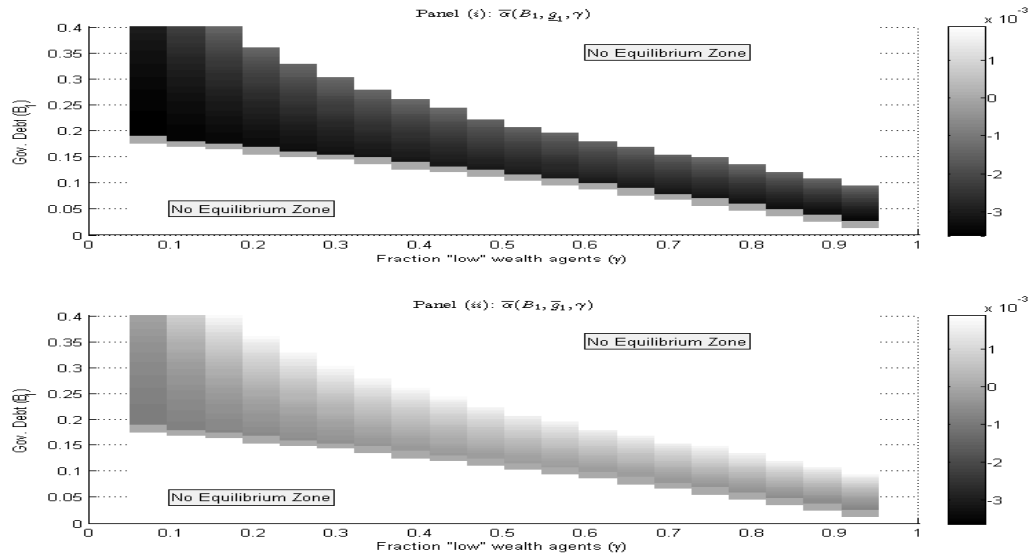 Panel (i): α̅(B₁, g̲₁, γ)
x 10⁻³
No Equilibrium Zone
Gov. Debt (B₁)
0.4
0.35
0.3
0.25
0.2
0.15
0.1
0.05
0
No Equilibrium Zone
1
0
-1
-2
-3
0 0.1 0.2 0.3 0.4 0.5 0.6 0.7 0.8 0.9 1
Fraction "low" wealth agents (γ)
Panel (ii): α̅(B₁, g̅₁, γ)
x 10⁻³
No Equilibrium Zone
Gov. Debt (B₁)
0.4
0.35
0.3
0.25
0.2
0.15
0.1
0.05
0
No Equilibrium Zone
1
0
-1
-2
-3
0 0.1 0.2 0.3 0.4 0.5 0.6 0.7 0.8 0.9 1
Fraction "low" wealth agents (γ)